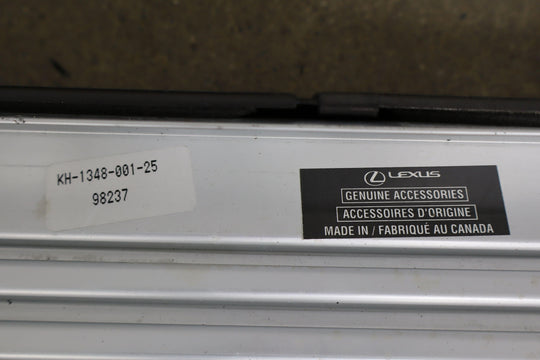 KH-1348-001-25
98237
LEXUS
GENUINE ACCESSORIES
ACCESSOIRES D'ORIGINE
MADE IN / FABRIQUÉ AU CANADA